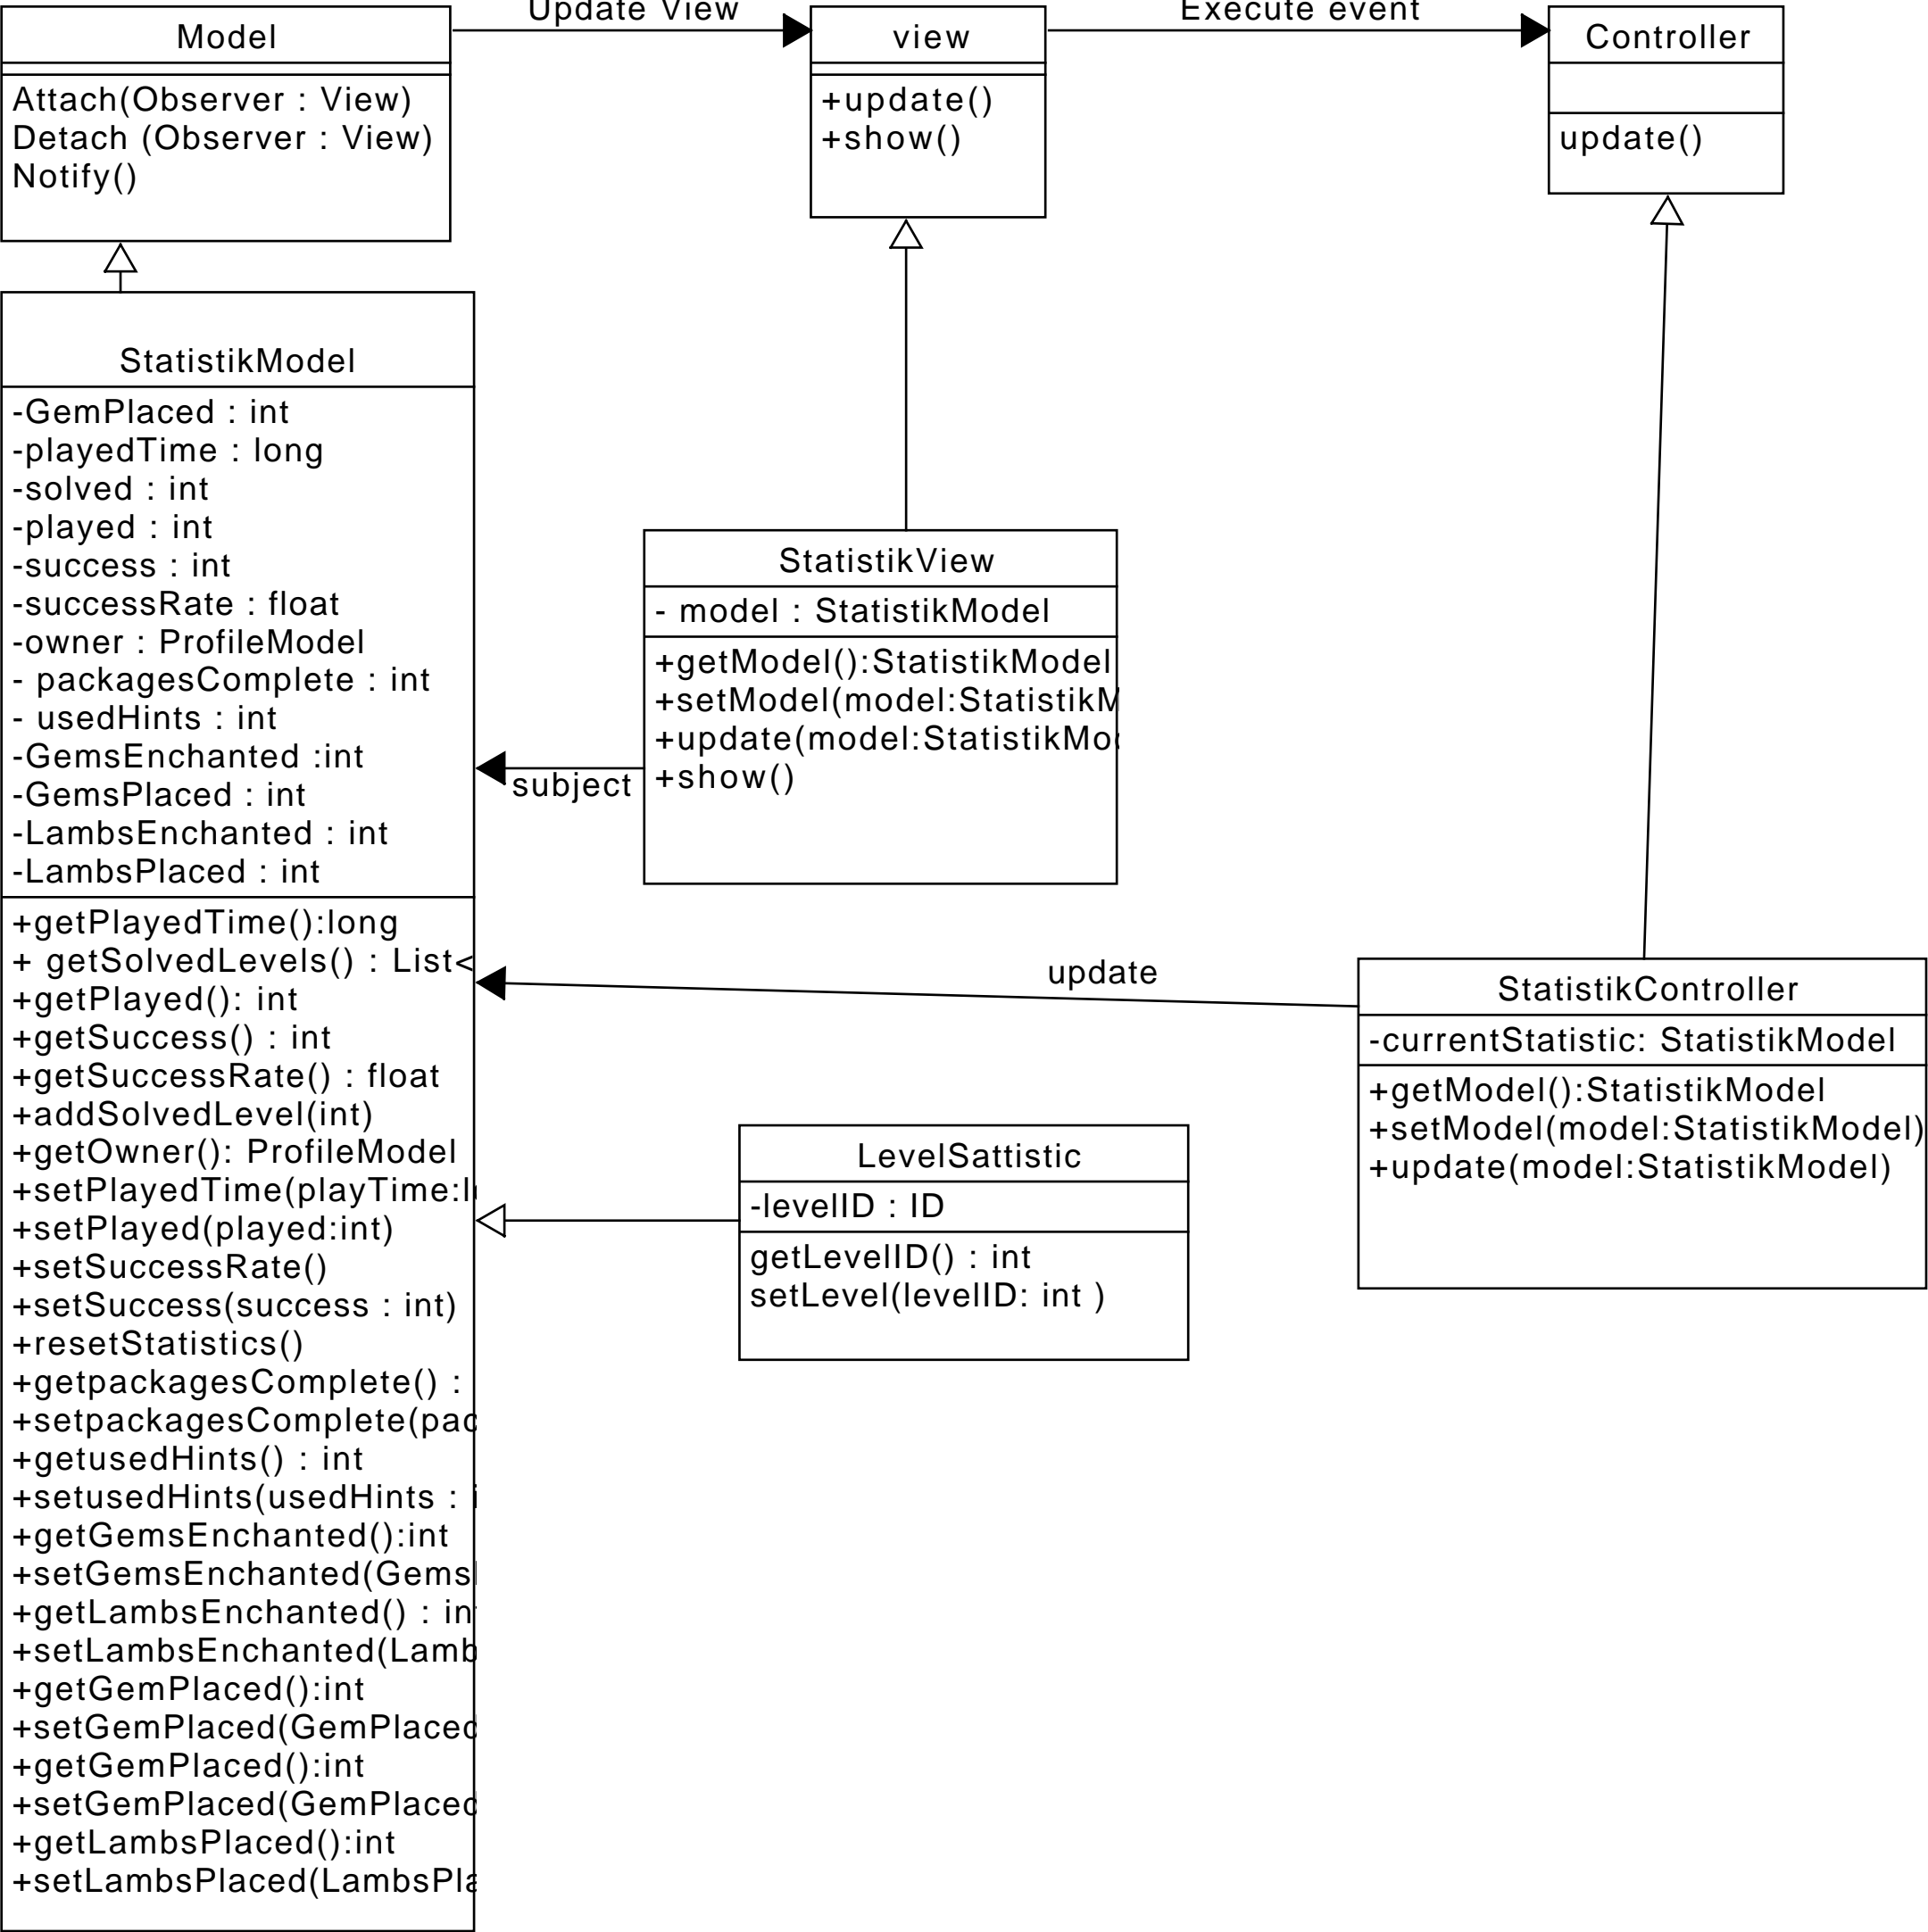 Update View
Execute event
Model
Attach(Observer : View)
Detach (Observer : View)
Notify()
view
+update()
+show()
Controller
update()
StatistikModel
-GemPlaced : int
-playedTime : long
-solved : int
-played : int
-success : int
-successRate : float
-owner : ProfileModel
- packagesComplete : int
- usedHints : int
-GemsEnchanted :int
-GemsPlaced : int
-LambsEnchanted : int
-LambsPlaced : int
+getPlayedTime():long
+ getSolvedLevels() : List<
+getPlayed(): int
+getSuccess() : int
+getSuccessRate() : float
+addSolvedLevel(int)
+getOwner(): ProfileModel
+setPlayedTime(playTime:l
+setPlayed(played:int)
+setSuccessRate()
+setSuccess(success : int)
+resetStatistics()
+getpackagesComplete() :
+setpackagesComplete(pac
+getusedHints() : int
+setusedHints(usedHints : i
+getGemsEnchanted():int
+setGemsEnchanted(Gems
+getLambsEnchanted() : int
+setLambsEnchanted(Lamb
+getGemPlaced():int
+setGemPlaced(GemPlaced
+getGemPlaced():int
+setGemPlaced(GemPlaced
+getLambsPlaced():int
+setLambsPlaced(LambsPla
StatistikView
- model : StatistikModel
+getModel():StatistikModel
+setModel(model:StatistikM
+update(model:StatistikMo
+show()
subject
update
StatistikController
-currentStatistic: StatistikModel
+getModel():StatistikModel
+setModel(model:StatistikModel)
+update(model:StatistikModel)
LevelSattistic
-levelID : ID
getLevelID() : int
setLevel(levelID: int )